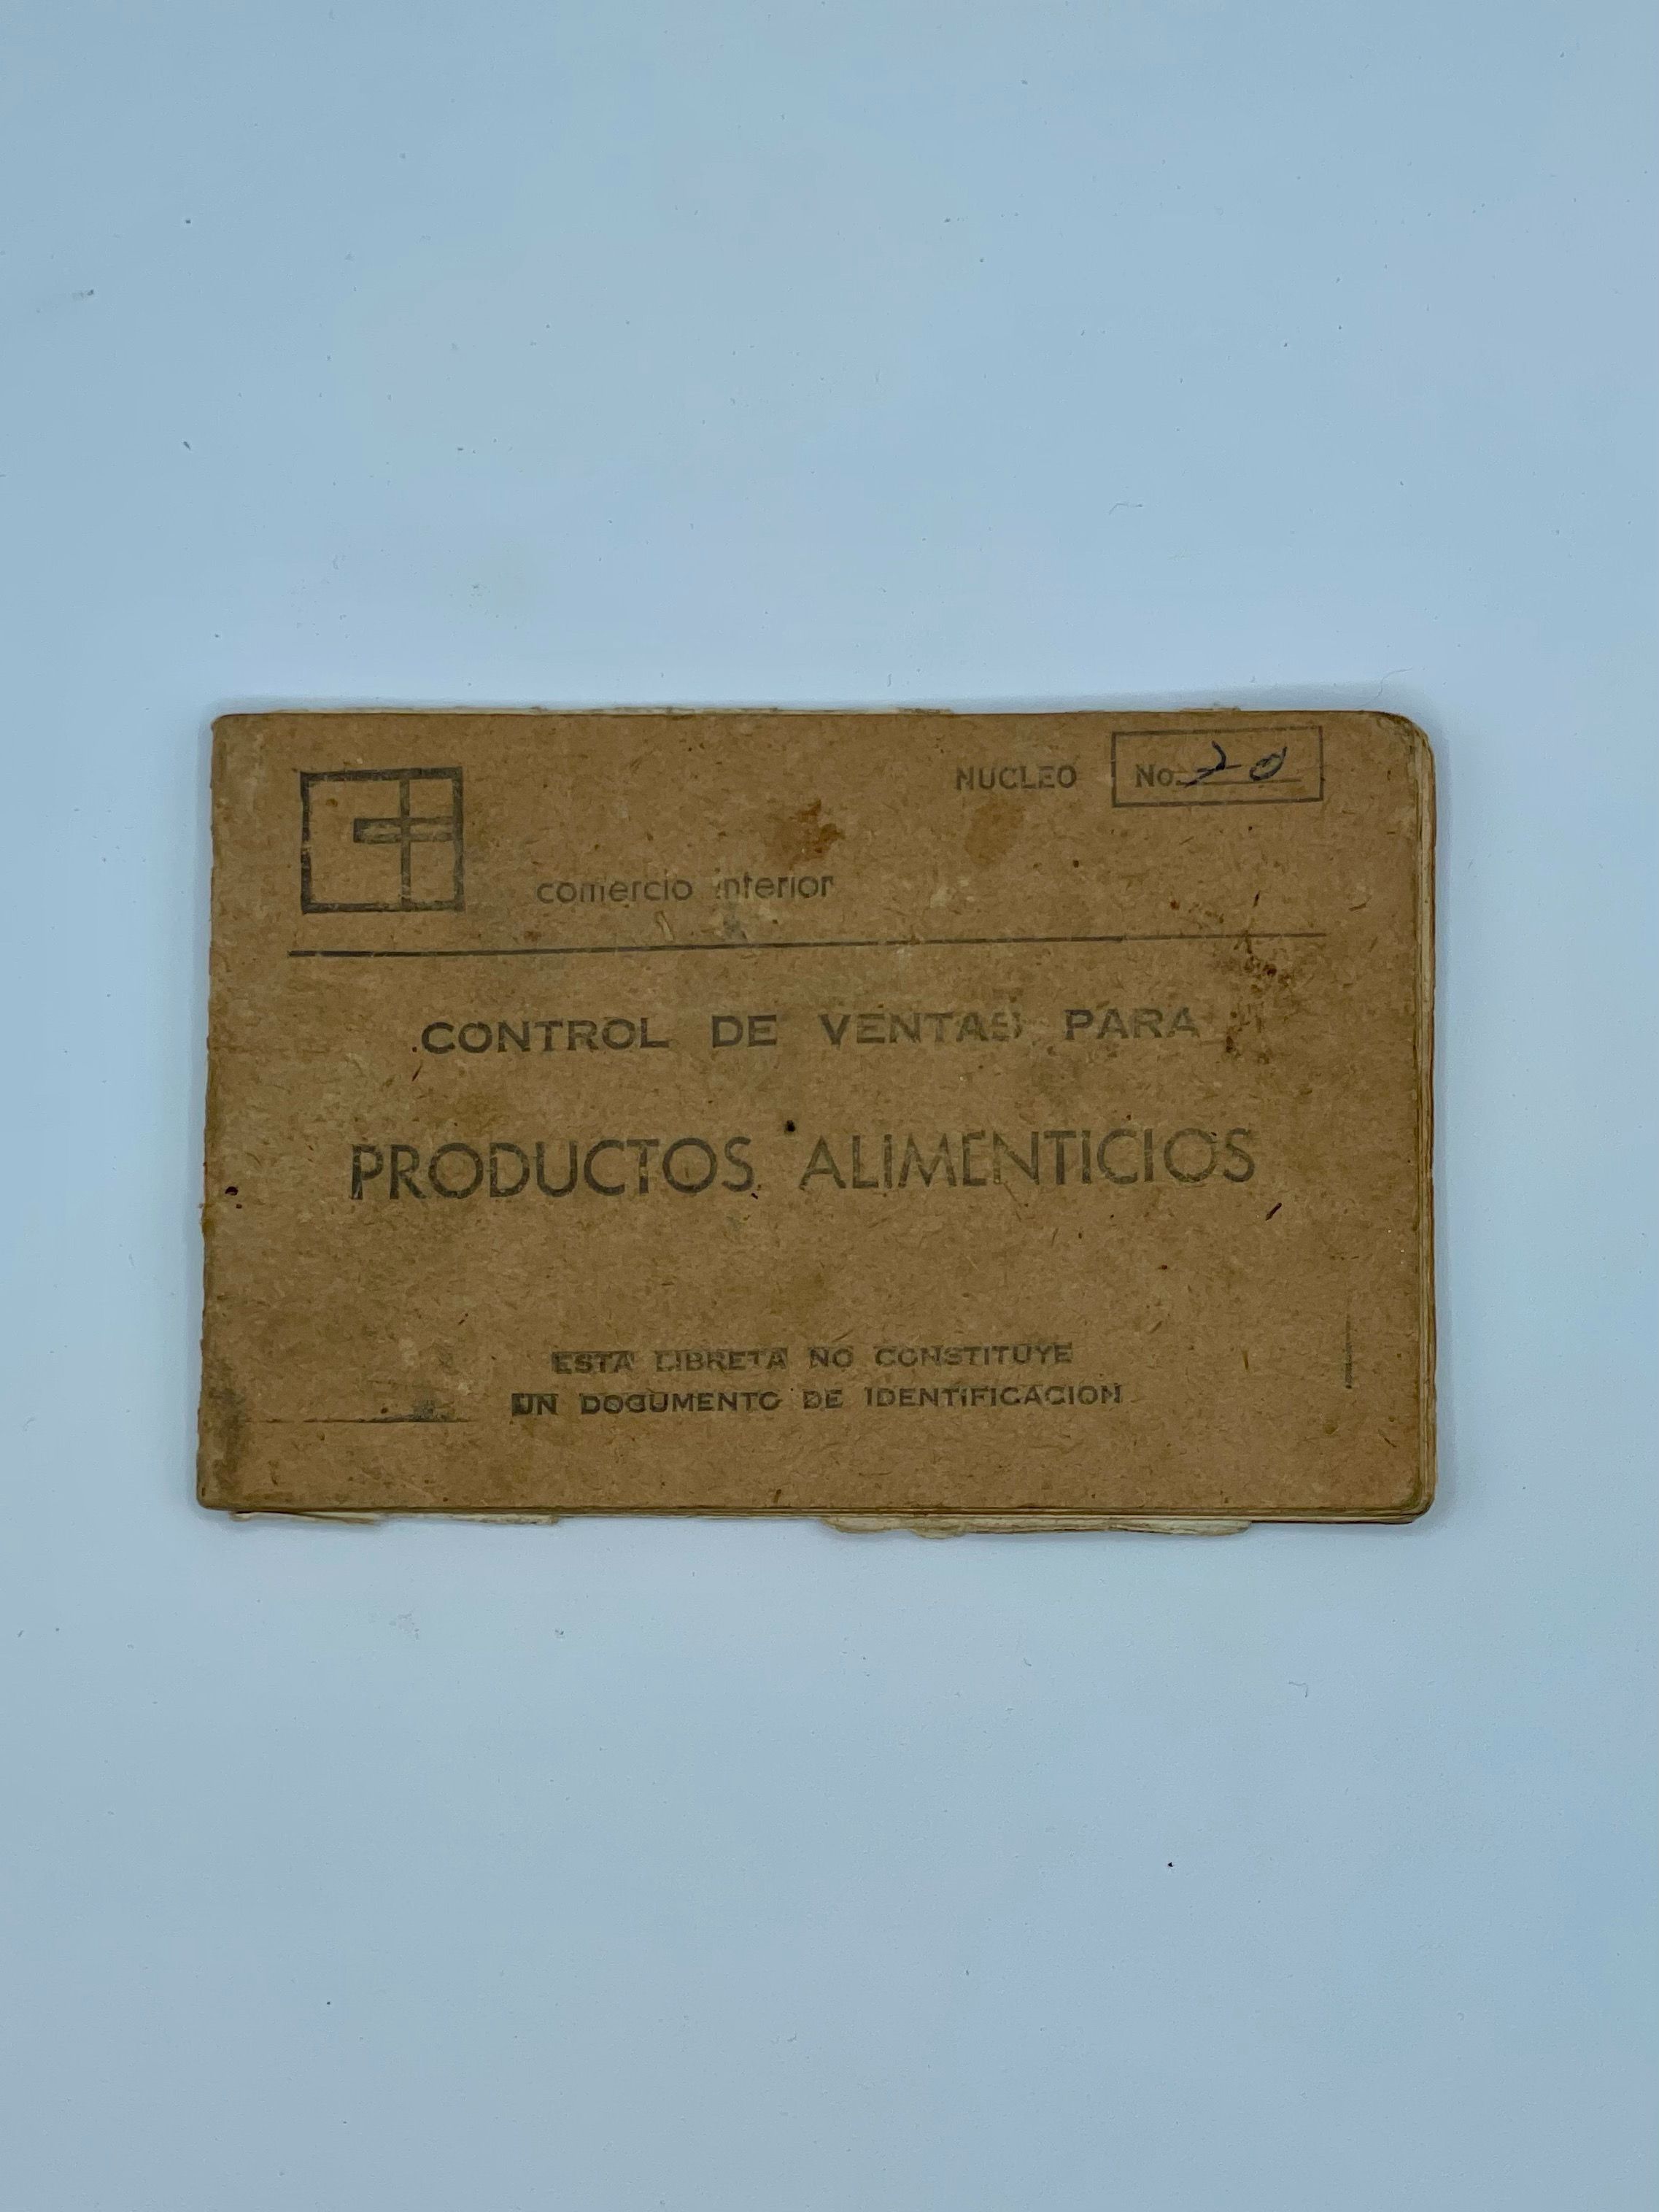 NUCLEO No. 20
comercio interior
CONTROL DE VENTAS PARA
PRODUCTOS ALIMENTICIOS
ESTA LIBRETA NO CONSTITUYE
UN DOCUMENTO DE IDENTIFICACION